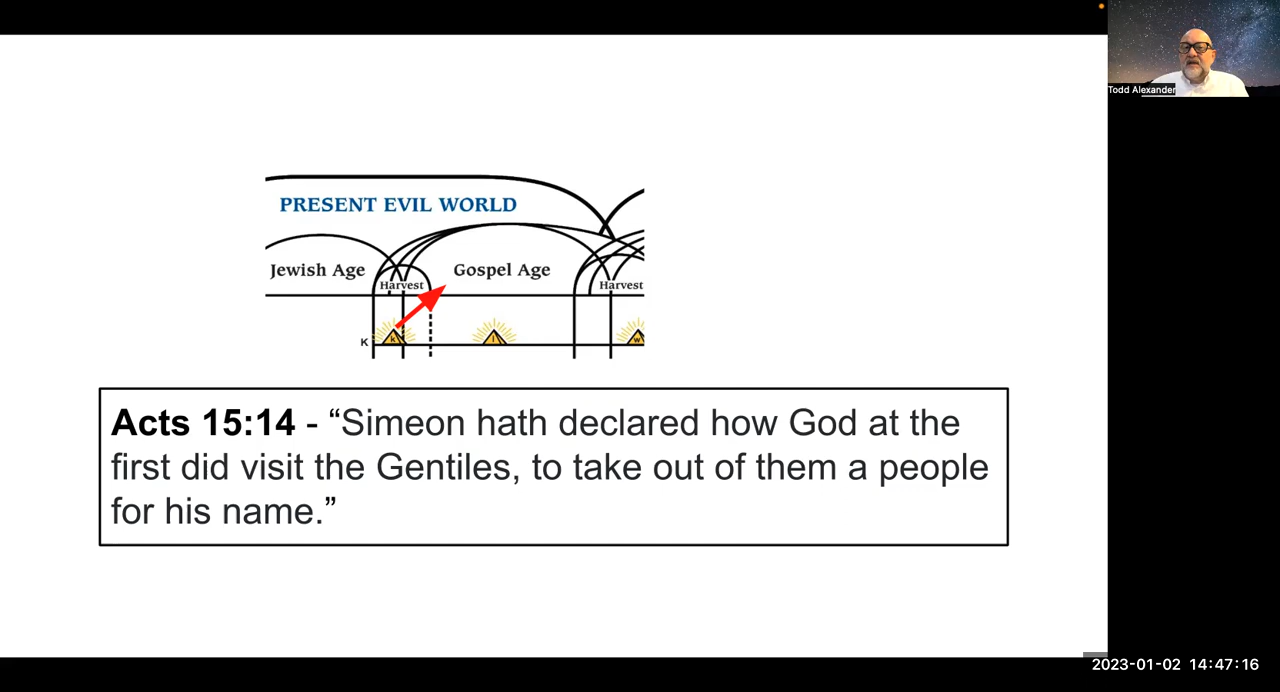 Todd Alexander
PRESENT EVIL WORLD
Jewish Age
Gospel Age
Harvest
Harvest
K
k
l
w
Acts 15:14 - “Simeon hath declared how God at the
first did visit the Gentiles, to take out of them a people
for his name.”
2023-01-02 14:47:16